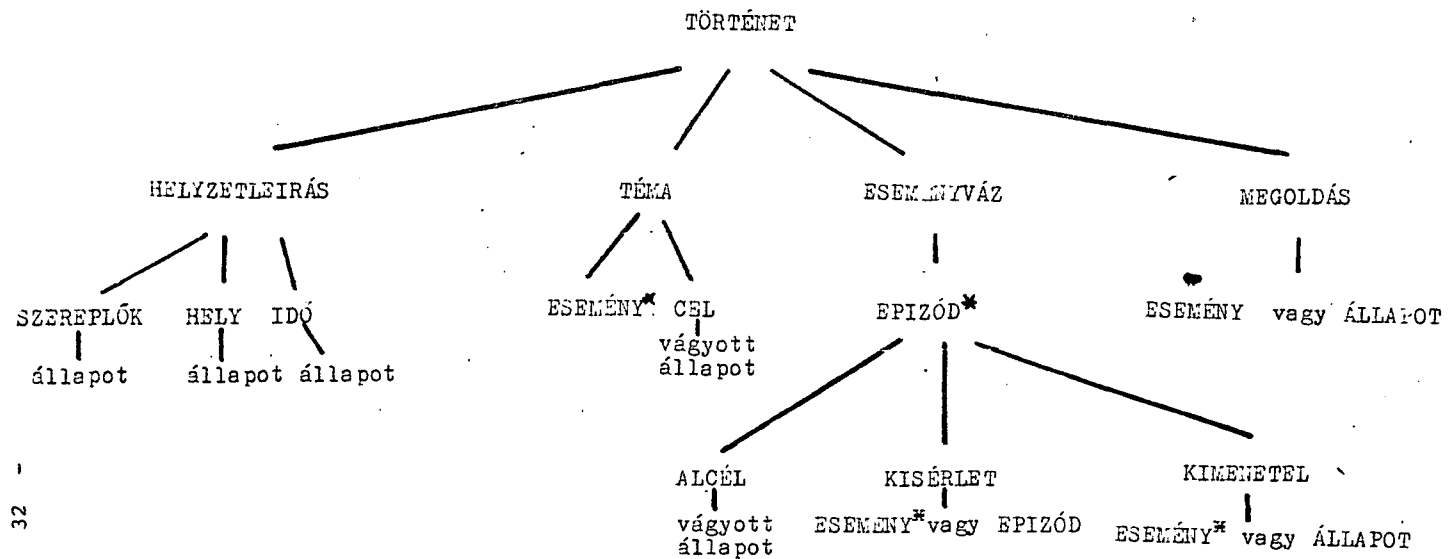 TÖRTÉNET
HELYZETLEIRÁS TÉMA ESEMÉNYVÁZ MEGOLDÁS
SZEREPLŐK HELY IDŐ ESEMÉNY* CEL EPIZÓD* ESEMÉNY vagy ÁLLAPOT
állapot állapot állapot vágyott
állapot
ALCÉL KISÉRLET KIMENETEL
vágyott ESEMENY* vagy EPIZÓD ESEMÉNY* vagy ÁLLAPOT
állapot
32 -